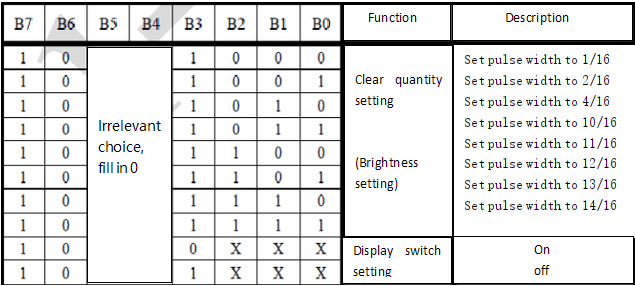 B7 B6 B5 B4 B3 B2 B1 B0 Function Description
1 0 1 0 0 0 Set pulse width to 1/16
1 0 1 0 0 1 Clear quantity Set pulse width to 2/16
1 0 1 0 1 0 setting Set pulse width to 4/16
1 0 Irrelevant 1 0 1 1 Set pulse width to 10/16
1 0 choice, 1 1 0 0 Set pulse width to 11/16
1 0 fill in 0 1 1 0 1 (Brightness Set pulse width to 12/16
1 0 1 1 1 0 setting) Set pulse width to 13/16
1 0 1 1 1 1 Set pulse width to 14/16
1 0 0 X X X Display switch On
1 0 1 X X X setting off